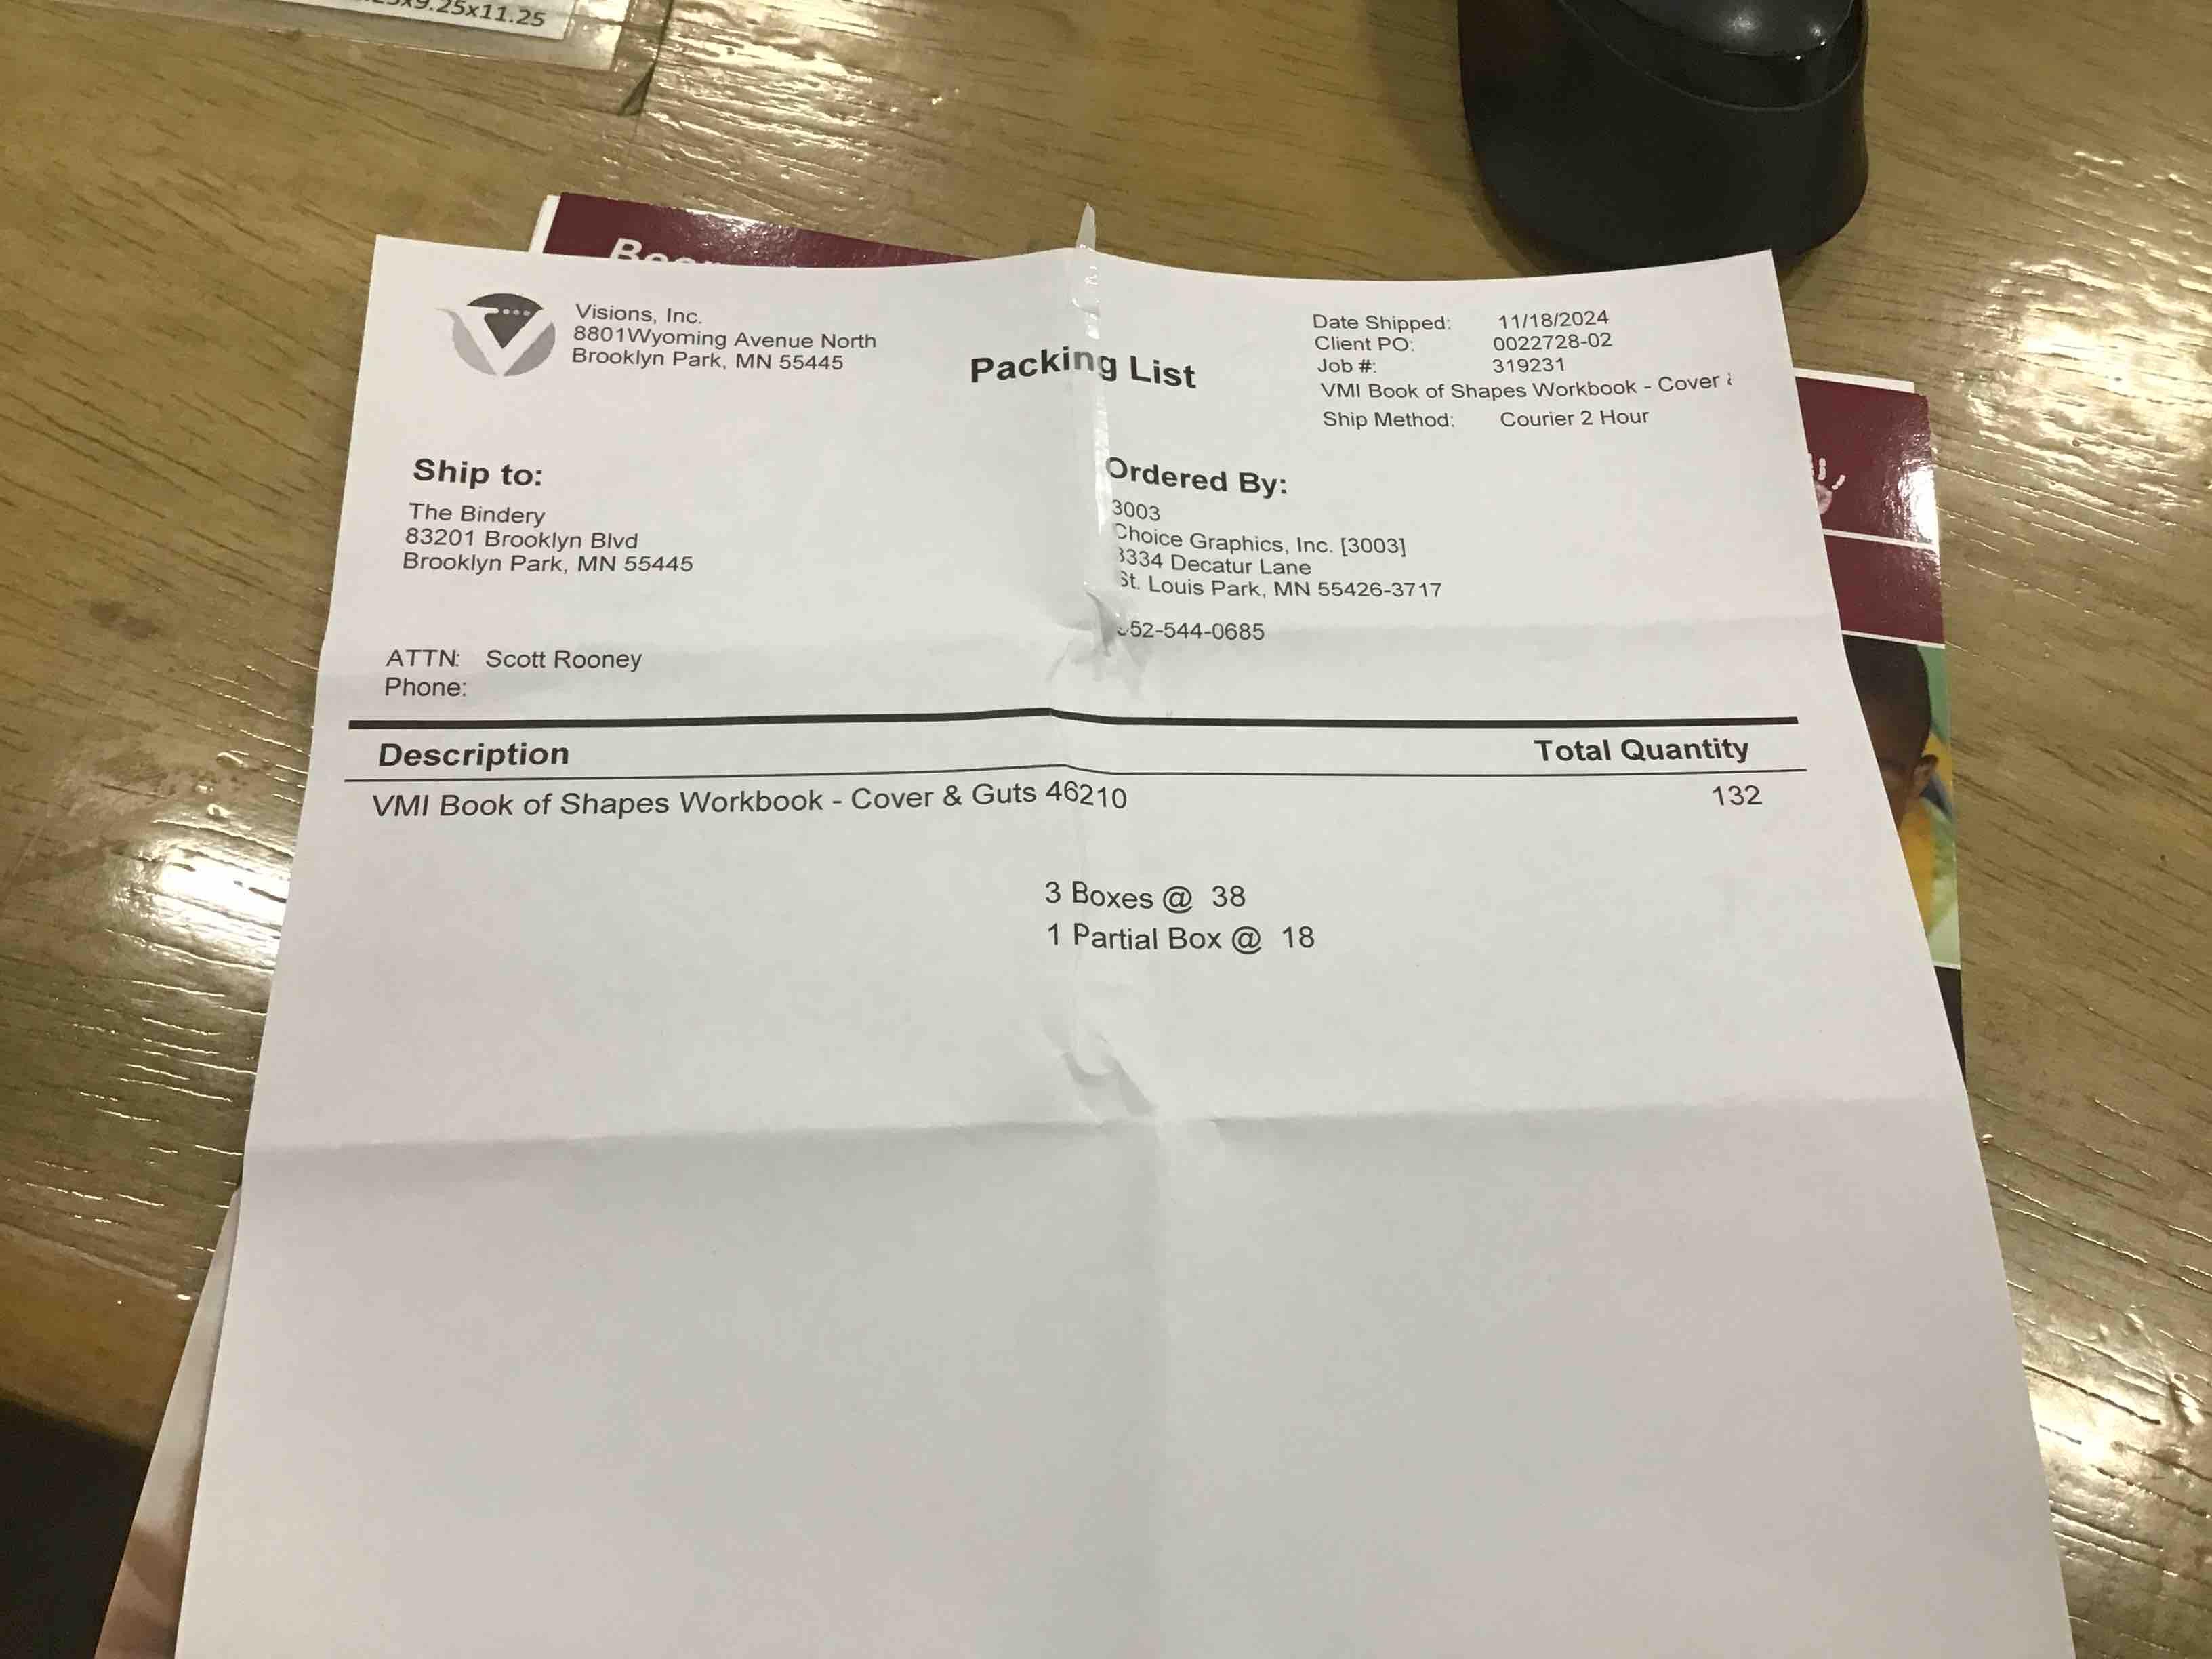 x9.25x11.25
Visions, Inc.
8801Wyoming Avenue North
Brooklyn Park, MN 55445
Packing List
Date Shipped: 11/18/2024
Client PO: 0022728-02
Job #: 319231
VMI Book of Shapes Workbook - Cover
Ship Method: Courier 2 Hour
Ship to:
The Bindery
83201 Brooklyn Blvd
Brooklyn Park, MN 55445
ATTN: Scott Rooney
Phone:
Ordered By:
3003
Choice Graphics, Inc. [3003]
3334 Decatur Lane
St. Louis Park, MN 55426-3717
52-544-0685
Description Total Quantity
VMI Book of Shapes Workbook - Cover & Guts 46210 132
3 Boxes @ 38
1 Partial Box @ 18